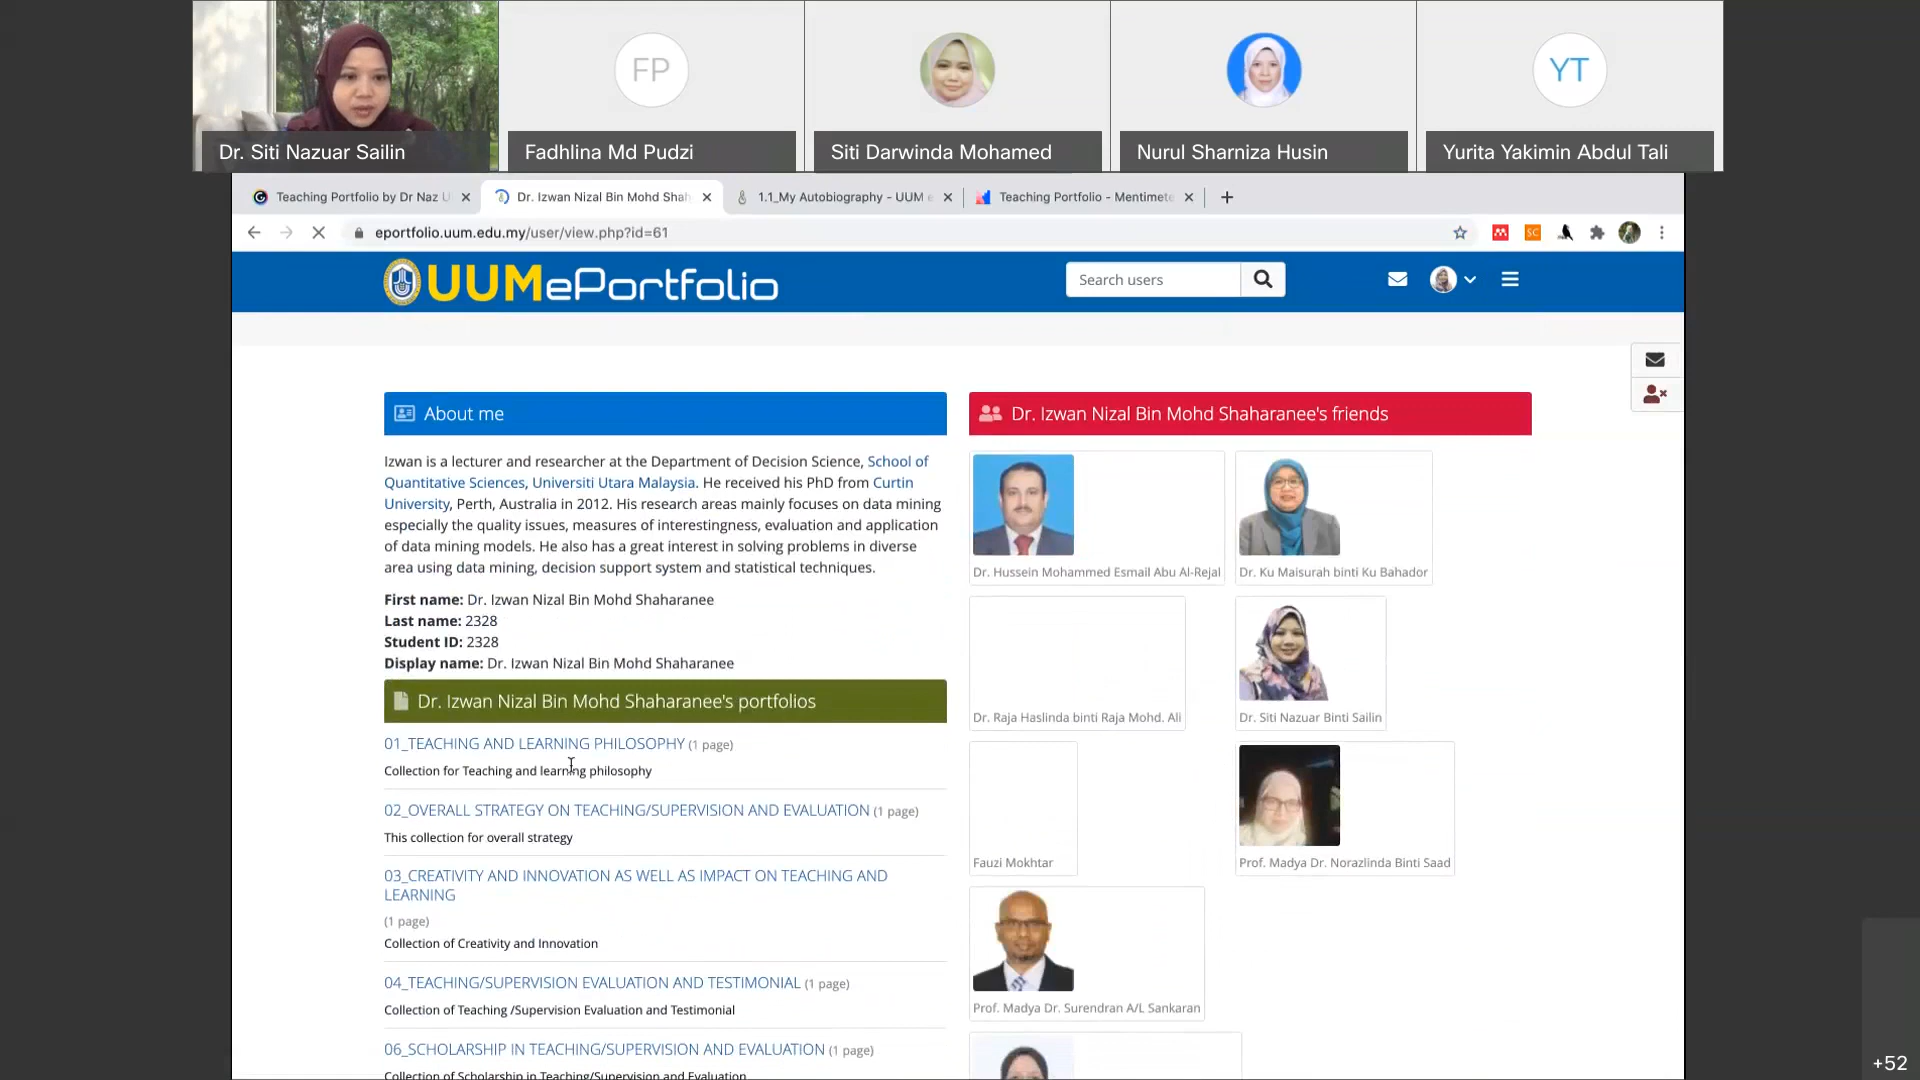 FP
YT
Dr. Siti Nazuar Sailin
Fadhlina Md Pudzi
Siti Darwinda Mohamed
Nurul Sharniza Husin
Yurita Yakimin Abdul Tali
Teaching Portfolio by Dr Naz U
Dr. Izwan Nizal Bin Mohd Shah
1.1_My Autobiography - UUM e
Teaching Portfolio - Mentimete
eportfolio.uum.edu.my/user/view.php?id=61
SC
UUMePortfolio
Search users
About me
Izwan is a lecturer and researcher at the Department of Decision Science, School of
Quantitative Sciences, Universiti Utara Malaysia. He received his PhD from Curtin
University, Perth, Australia in 2012. His research areas mainly focuses on data mining
especially the quality issues, measures of interestingness, evaluation and application
of data mining models. He also has a great interest in solving problems in diverse
area using data mining, decision support system and statistical techniques.
First name: Dr. Izwan Nizal Bin Mohd Shaharanee
Last name: 2328
Student ID: 2328
Display name: Dr. Izwan Nizal Bin Mohd Shaharanee
Dr. Izwan Nizal Bin Mohd Shaharanee's portfolios
01_TEACHING AND LEARNING PHILOSOPHY (1 page)
Collection for Teaching and learning philosophy
02_OVERALL STRATEGY ON TEACHING/SUPERVISION AND EVALUATION (1 page)
This collection for overall strategy
03_CREATIVITY AND INNOVATION AS WELL AS IMPACT ON TEACHING AND
LEARNING
(1 page)
Collection of Creativity and Innovation
04_TEACHING/SUPERVISION EVALUATION AND TESTIMONIAL (1 page)
Collection of Teaching /Supervision Evaluation and Testimonial
06_SCHOLARSHIP IN TEACHING/SUPERVISION AND EVALUATION (1 page)
Collection of Scholarship in Teaching/Supervision and Evaluation
Dr. Izwan Nizal Bin Mohd Shaharanee's friends
Dr. Hussein Mohammed Esmail Abu Al-Rejal
Dr. Ku Maisurah binti Ku Bahador
Dr. Raja Haslinda binti Raja Mohd. Ali
Dr. Siti Nazuar Binti Sailin
Fauzi Mokhtar
Prof. Madya Dr. Norazlinda Binti Saad
Prof. Madya Dr. Surendran A/L Sankaran
+52